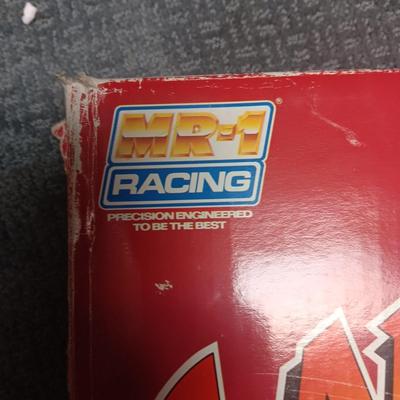 MR-1
®
RACING
PRECISION ENGINEERED
TO BE THE BEST